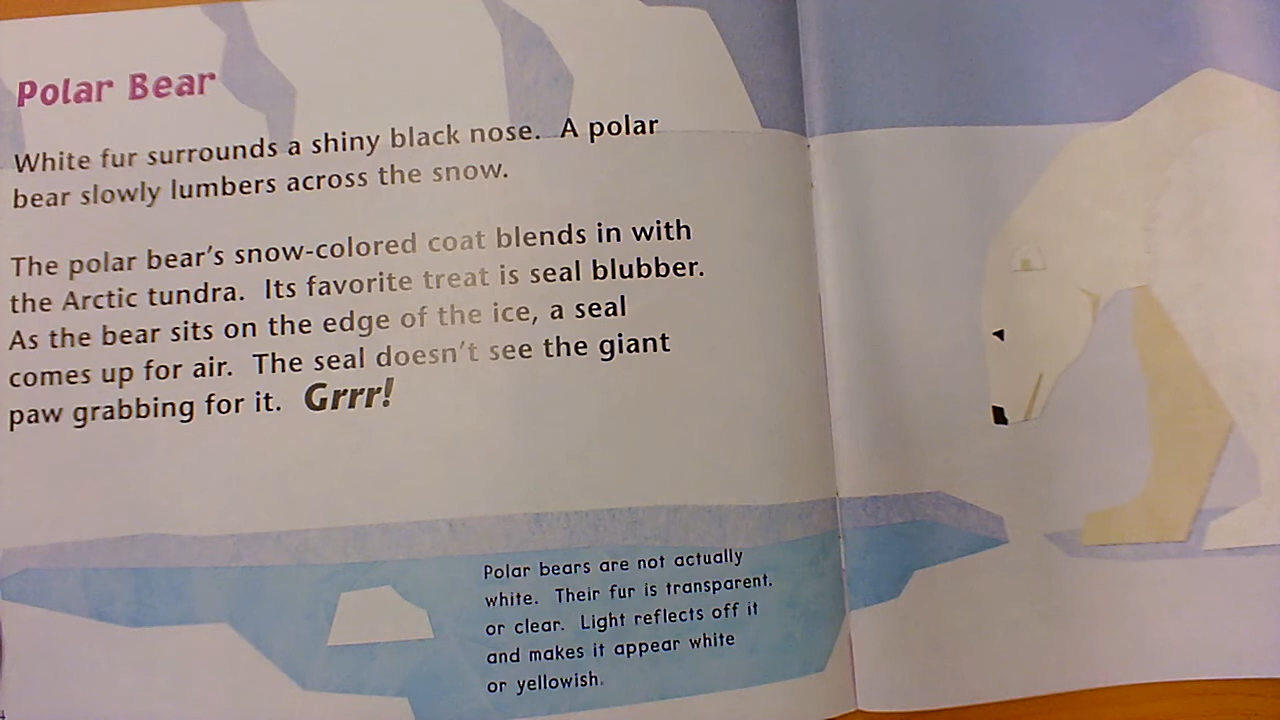 Polar Bear
White fur surrounds a shiny black nose. A polar
bear slowly lumbers across the snow.
The polar bear's snow-colored coat blends in with
the Arctic tundra. Its favorite treat is seal blubber.
As the bear sits on the edge of the ice, a seal
comes up for air. The seal doesn't see the giant
paw grabbing for it. Grrr!
Polar bears are not actually
white. Their fur is transparent,
or clear. Light reflects off it
and makes it appear white
or yellowish.